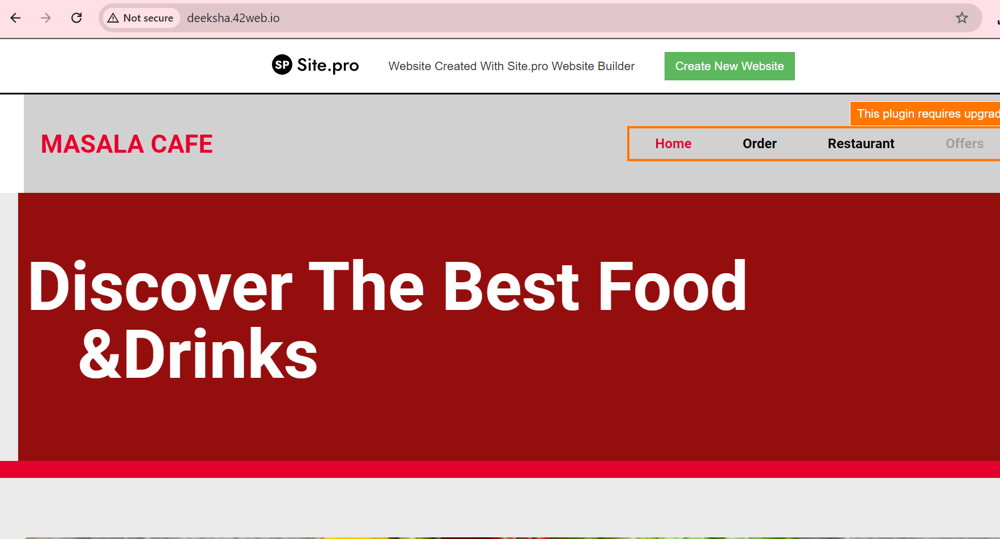 Not secure deeksha.42web.io
SP Site.pro Website Created With Site.pro Website Builder Create New Website
This plugin requires
MASALA CAFE Home Order Restaurant Offers
Discover The Best Food
&Drinks